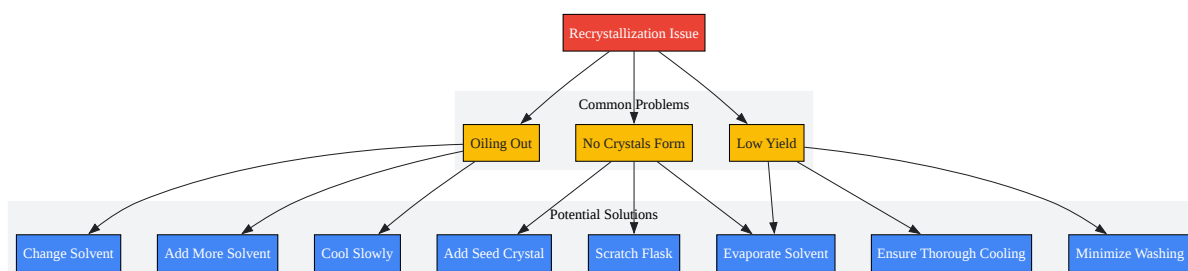 Recrystallization Issue
Common Problems
Oiling Out
No Crystals Form
Low Yield
Potential Solutions
Change Solvent
Add More Solvent
Cool Slowly
Add Seed Crystal
Scratch Flask
Evaporate Solvent
Ensure Thorough Cooling
Minimize Washing